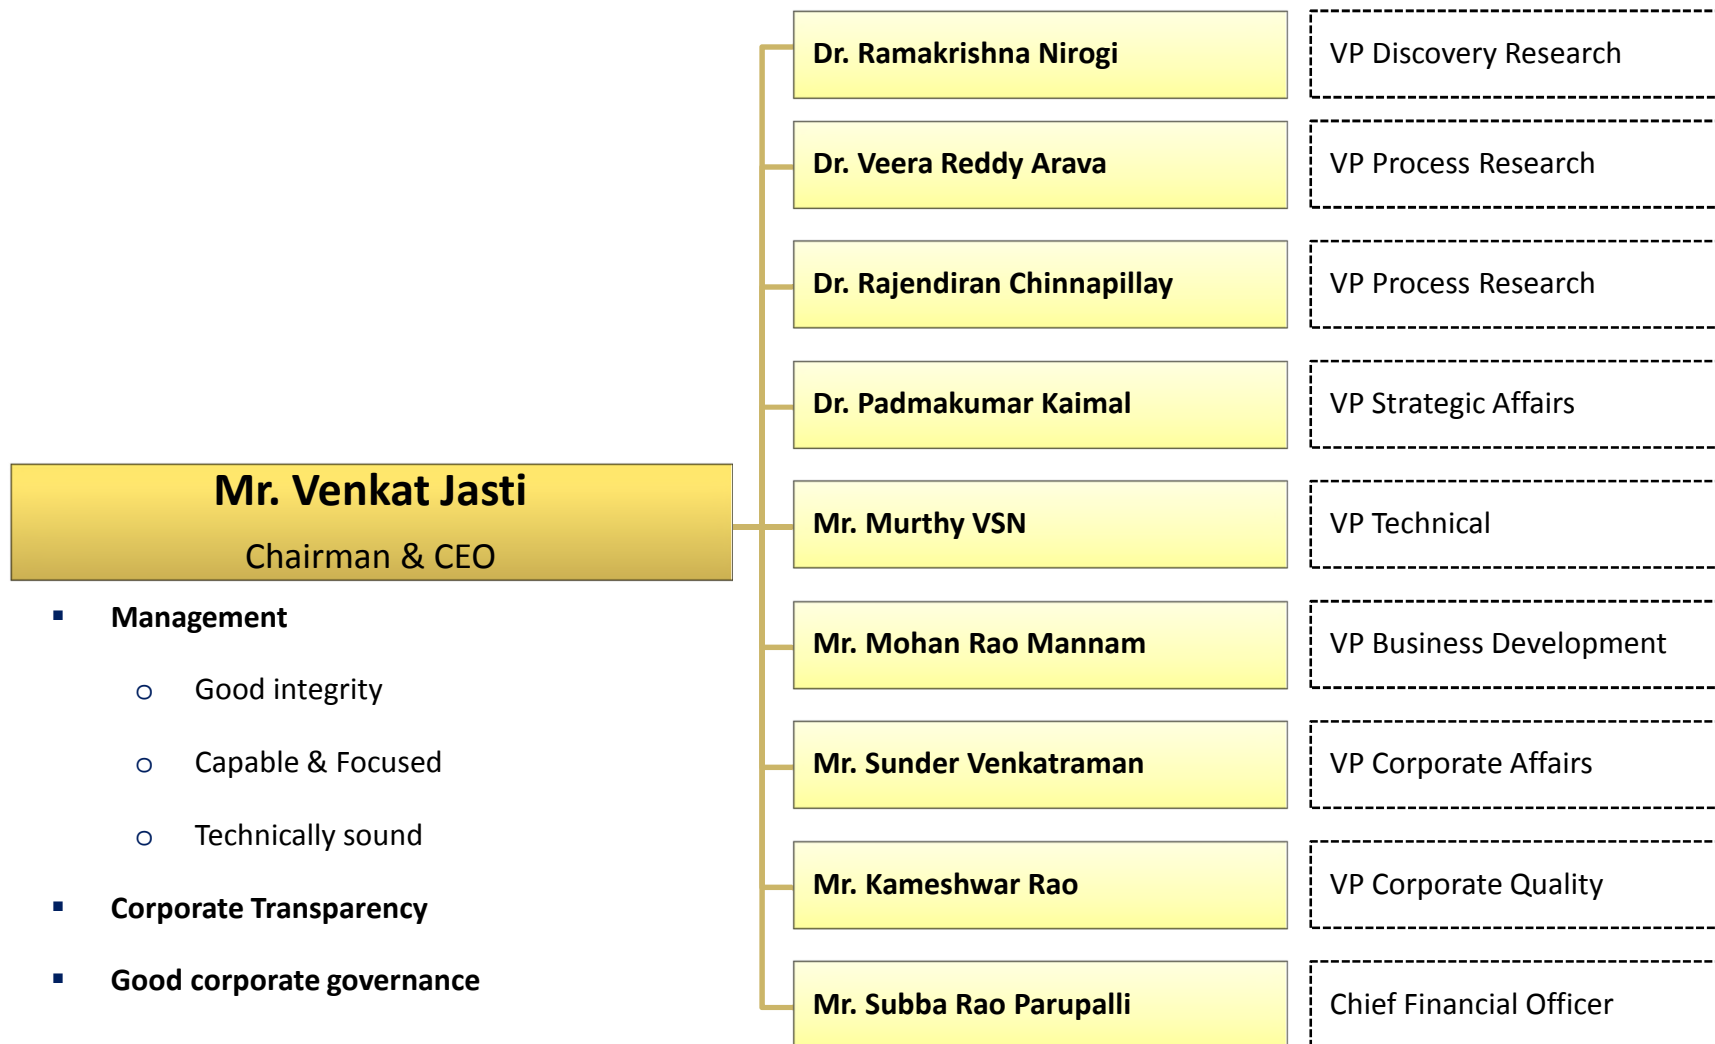 Mr. Venkat Jasti
Chairman & CEO
▪ Management
o Good integrity
o Capable & Focused
o Technically sound
▪ Corporate Transparency
▪ Good corporate governance
Dr. Ramakrishna Nirogi VP Discovery Research
Dr. Veera Reddy Arava VP Process Research
Dr. Rajendiran Chinnapillay VP Process Research
Dr. Padmakumar Kaimal VP Strategic Affairs
Mr. Murthy VSN VP Technical
Mr. Mohan Rao Mannam VP Business Development
Mr. Sunder Venkatraman VP Corporate Affairs
Mr. Kameshwar Rao VP Corporate Quality
Mr. Subba Rao Parupalli Chief Financial Officer